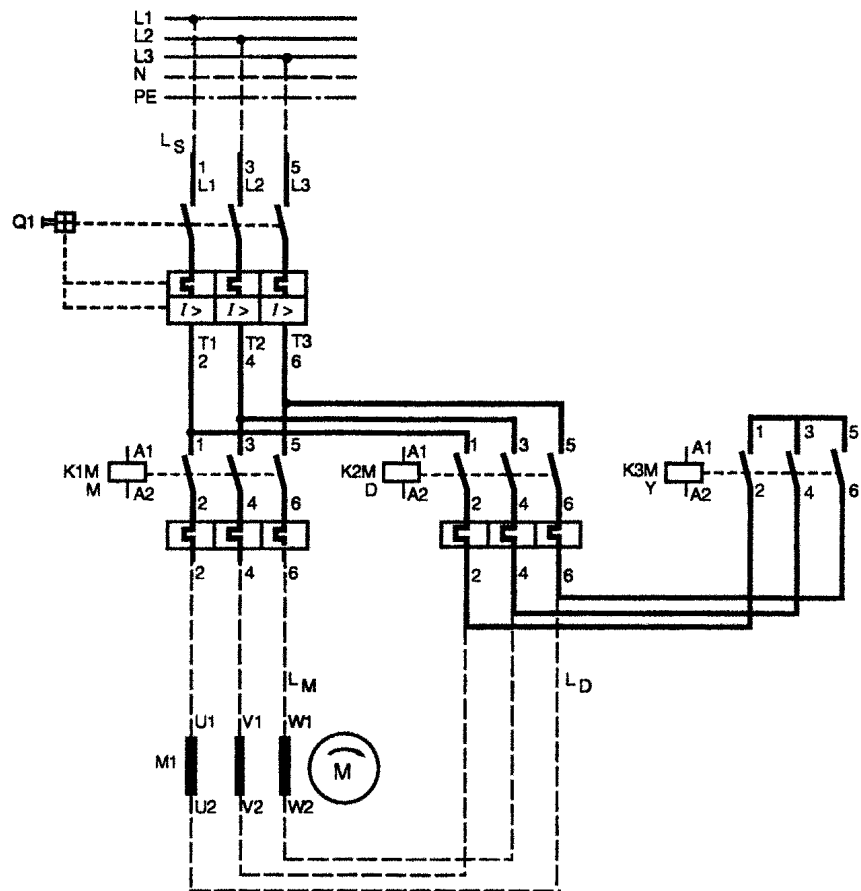 L1
L2
L3
N
PE
LS
1 3 5
L1 L2 L3
Q1
I> I> I>
T1 T2 T3
2 4 6
1 3 5 1 3 5 1 3 5
A1 A1 A1
K1M K2M K3M
M D Y
A2 A2 A2
2 4 6 2 4 6 2 4 6
2 4 6 2 4 6
LM LD
U1 V1 W1
M1 M
U2 V2 W2